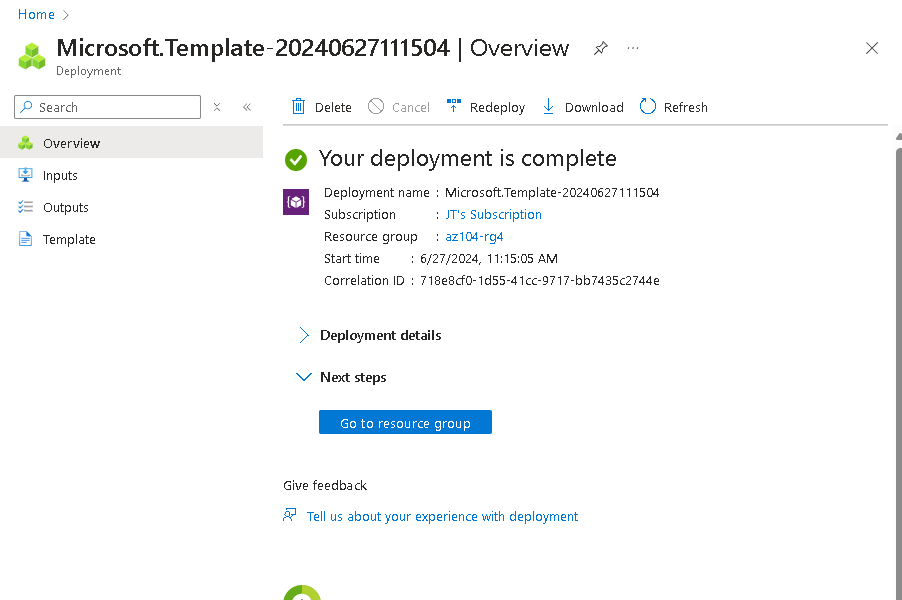 Home
Microsoft.Template-20240627111504 | Overview
Deployment
Search
Delete Cancel Redeploy Download Refresh
Overview
Inputs
Outputs
Template
Your deployment is complete
Deployment name : Microsoft.Template-20240627111504
Subscription : JT's Subscription
Resource group : az104-rg4
Start time : 6/27/2024, 11:15:05 AM
Correlation ID : 718e8cf0-1d55-41cc-9717-bb7435c2744e
Deployment details
Next steps
Go to resource group
Give feedback
Tell us about your experience with deployment